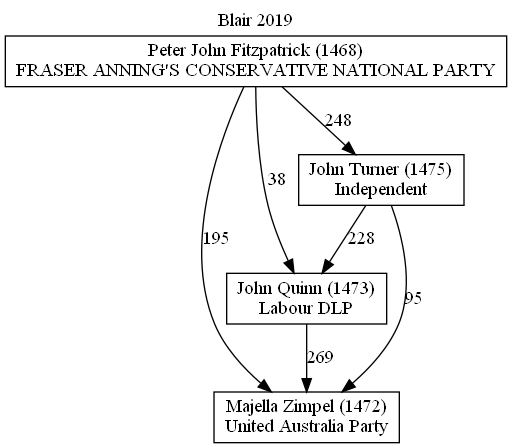 Blair 2019
Peter John Fitzpatrick (1468)
FRASER ANNING'S CONSERVATIVE NATIONAL PARTY
248
John Turner (1475)
Independent
38
195
228
John Quinn (1473)
Labour DLP
95
269
Majella Zimpel (1472)
United Australia Party